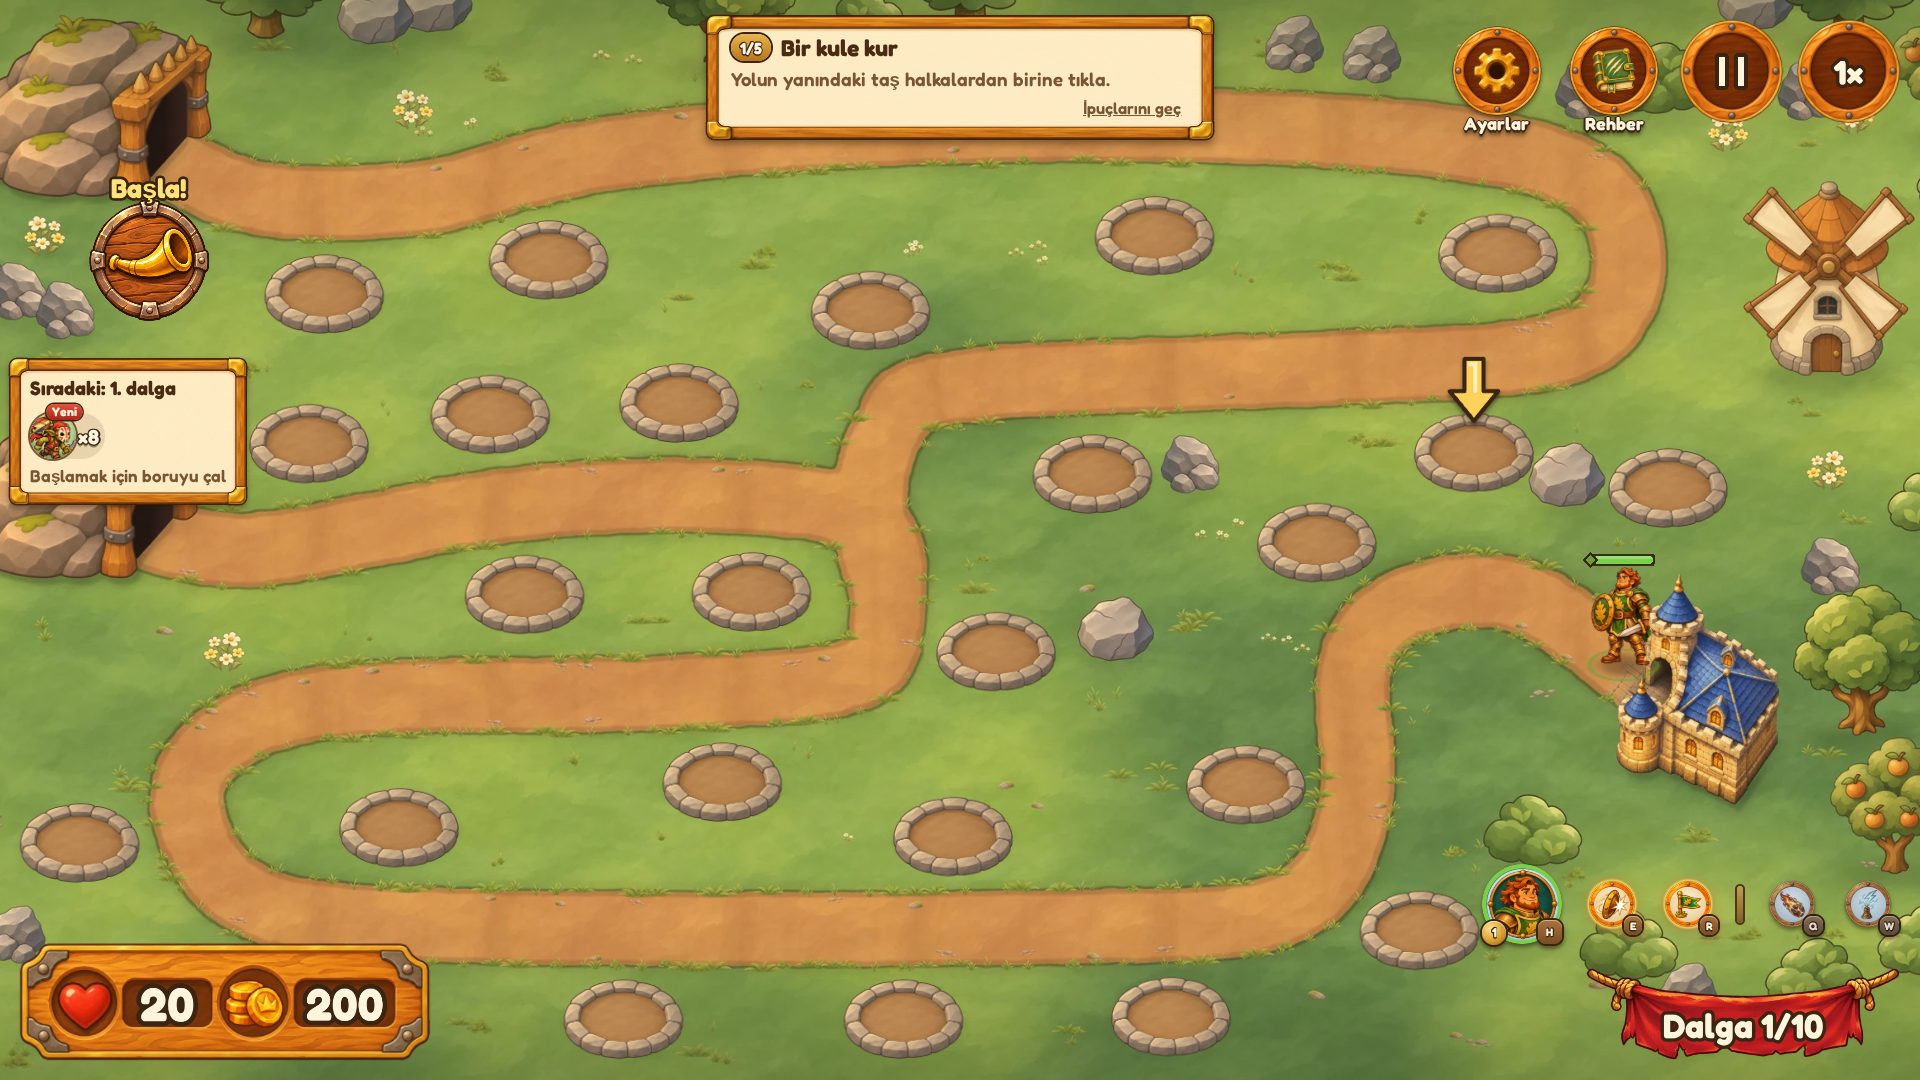 1/5 Bir kule kur
Yolun yanındaki taş halkalardan birine tıkla.
İpuçlarını geç
Ayarlar
Rehber
1x
Başla!
Sıradaki: 1. dalga
Yeni
x8
Başlamak için boruyu çal
1
H
E
R
Q
W
20
200
Dalga 1/10